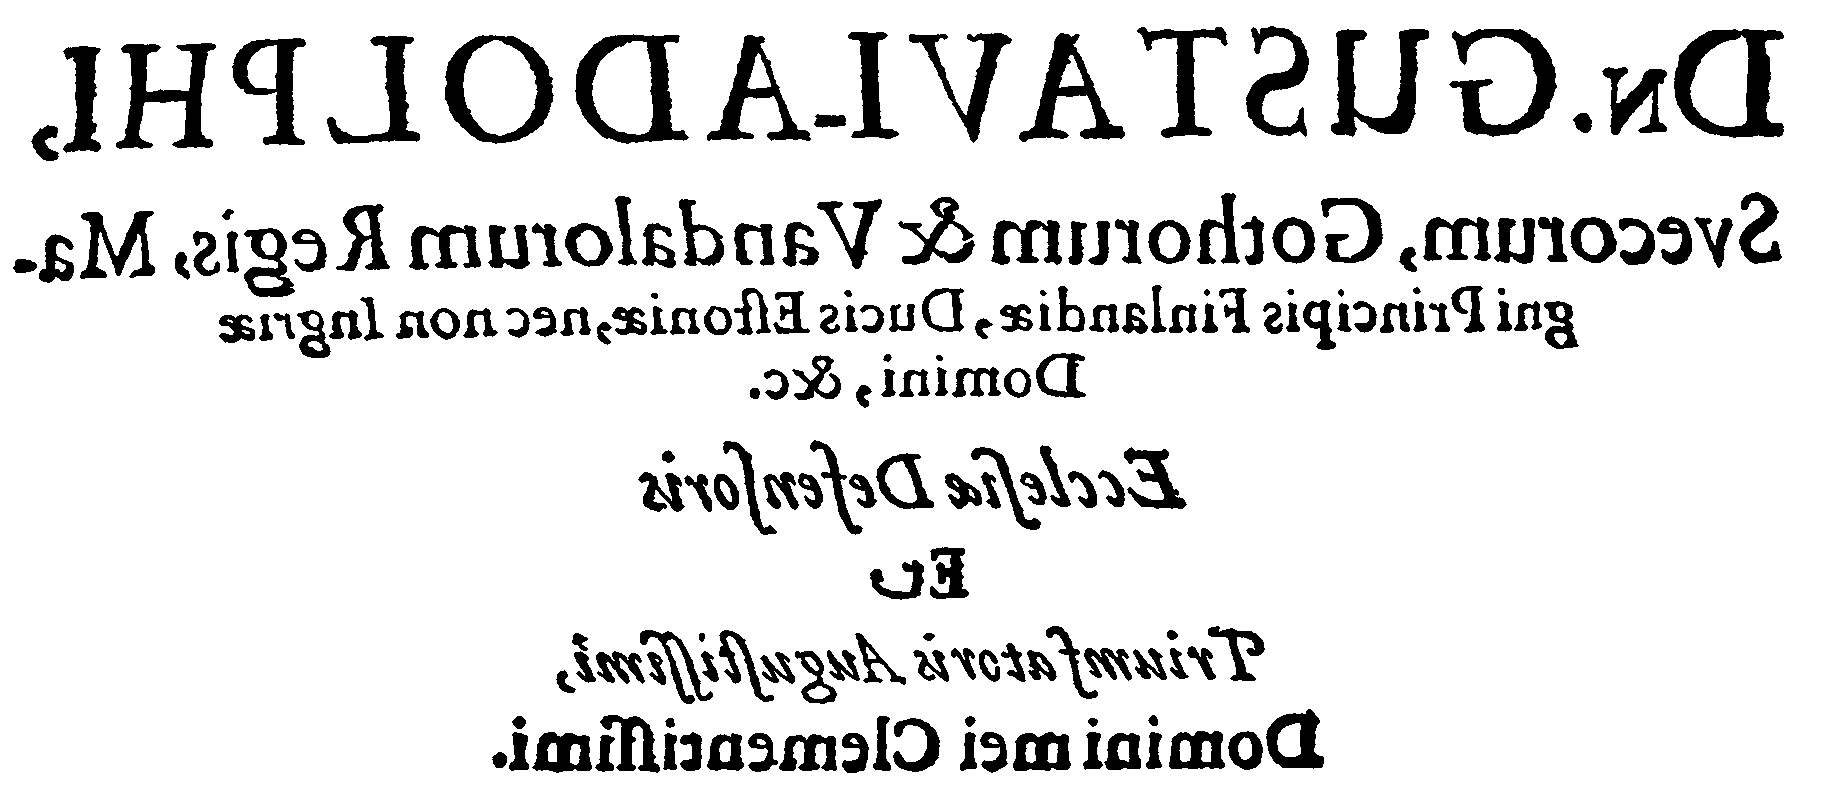 DN. GUSTAVI-ADOLPHI,
Svecorum, Gothorum & Vandalorum Regis, Ma-
gni Principis Finlandiæ, Ducis Eſtoniæ, nec non Ingriæ
Domini, &c.
Eccleſiæ Defenſoris
Et
Triumfatoris Auguſtiſſimi,
Domini mei Clementiſſimi.